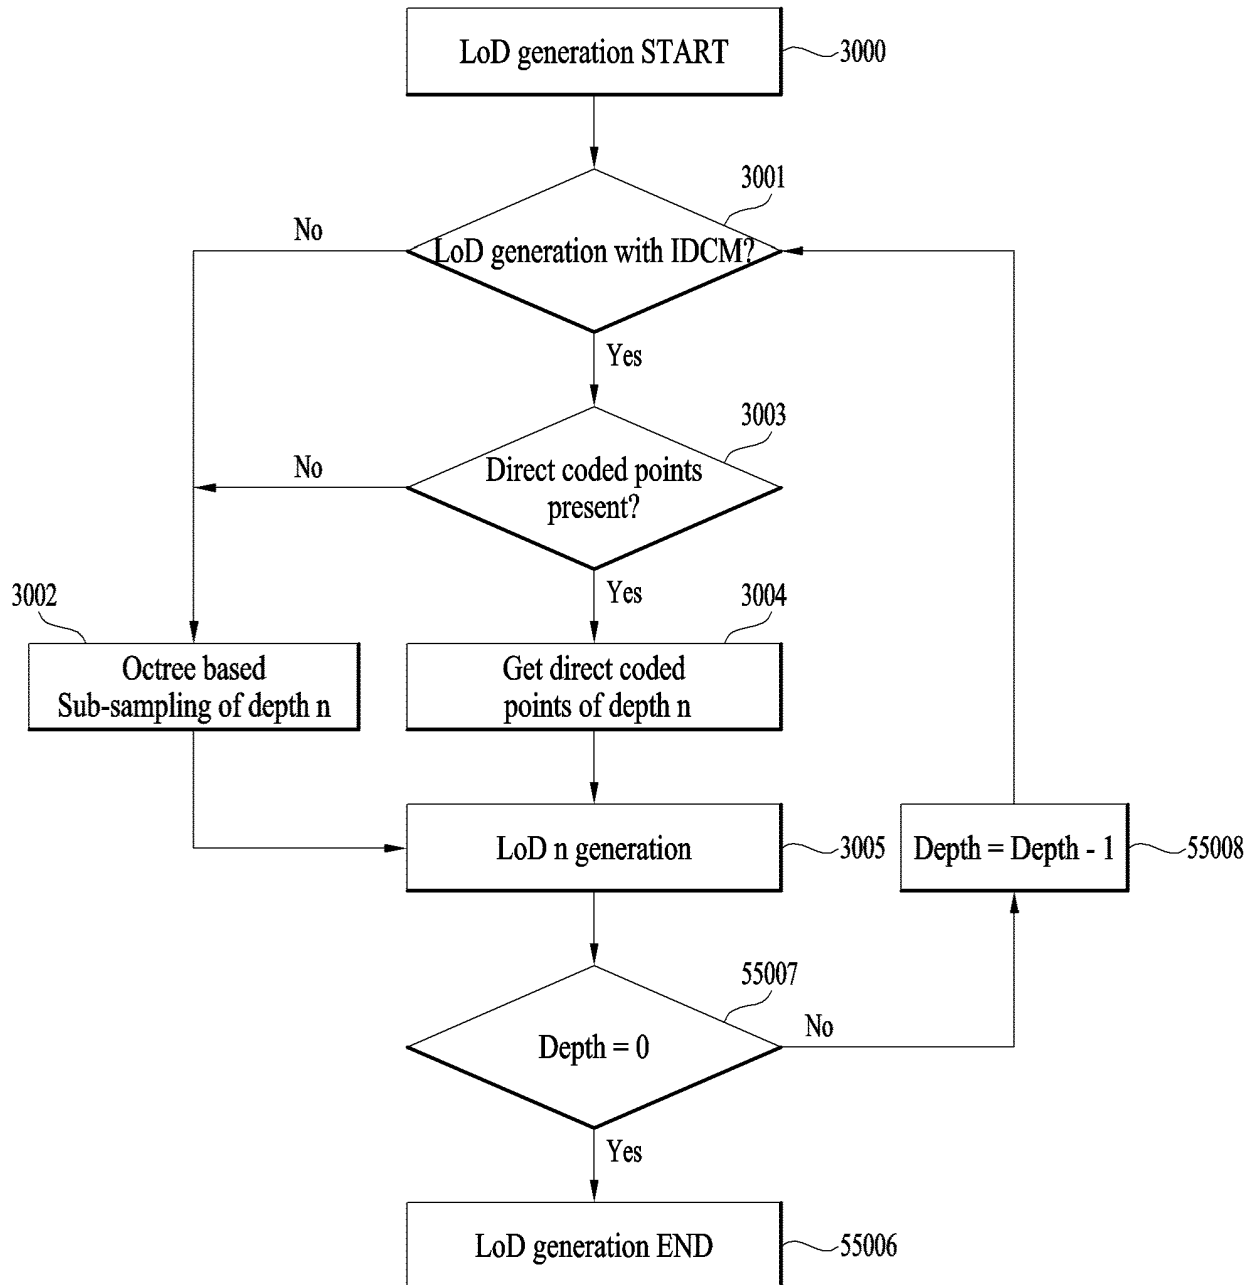 LoD generation START
3000
3001
No
LoD generation with IDCM?
Yes
3003
No
Direct coded points
present?
3002
Yes
3004
Octree based
Sub-sampling of depth n
Get direct coded
points of depth n
LoD n generation
3005
Depth = Depth - 1
55008
55007
Depth = 0
No
Yes
LoD generation END
55006